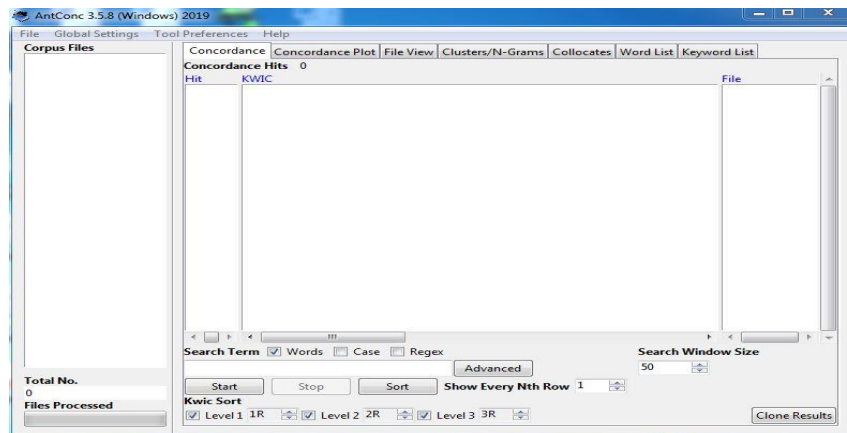 AntConc 3.5.8 (Windows) 2019
File Global Settings Tool Preferences Help
Corpus Files
Concordance Concordance Plot File View Clusters/N-Grams Collocates Word List Keyword List
Concordance Hits 0
Hit KWIC File
Search Term Words Case Regex Search Window Size
Advanced 50
Total No.
0
Start Stop Sort Show Every Nth Row 1
Files Processed
Kwic Sort
Level 1 1R Level 2 2R Level 3 3R Clone Results